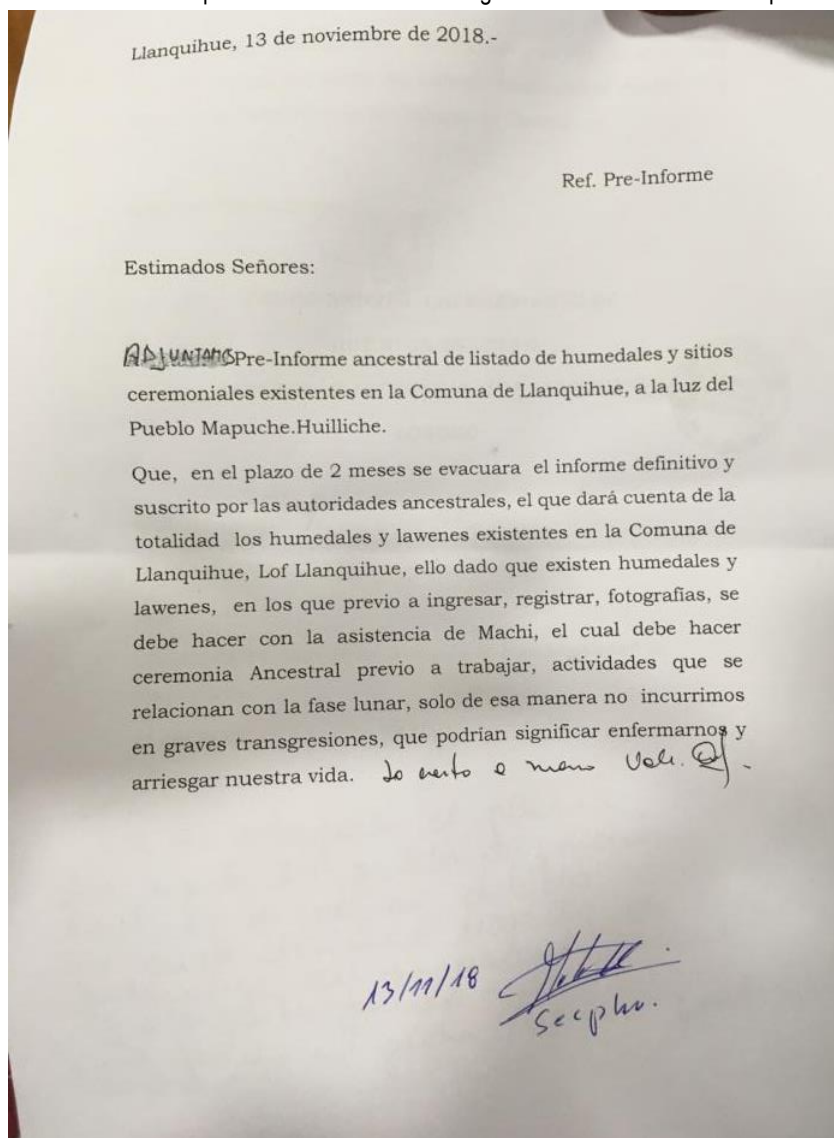 Llanquihue, 13 de noviembre de 2018.-
Ref. Pre-Informe
Estimados Señores:
ADJUNTAMOS Pre-Informe ancestral de listado de humedales y sitios
ceremoniales existentes en la Comuna de Llanquihue, a la luz del
Pueblo Mapuche.Huilliche.
Que, en el plazo de 2 meses se evacuara el informe definitivo y
suscrito por las autoridades ancestrales, el que dará cuenta de la
totalidad los humedales y lawenes existentes en la Comuna de
Llanquihue, Lof Llanquihue, ello dado que existen humedales y
lawenes, en los que previo a ingresar, registrar, fotografías, se
debe hacer con la asistencia de Machi, el cual debe hacer
ceremonia Ancestral previo a trabajar, actividades que se
relacionan con la fase lunar, solo de esa manera no incurrimos
en graves transgresiones, que podrían significar enfermarnos y
arriesgar nuestra vida. a mano Vale.
13/11/18